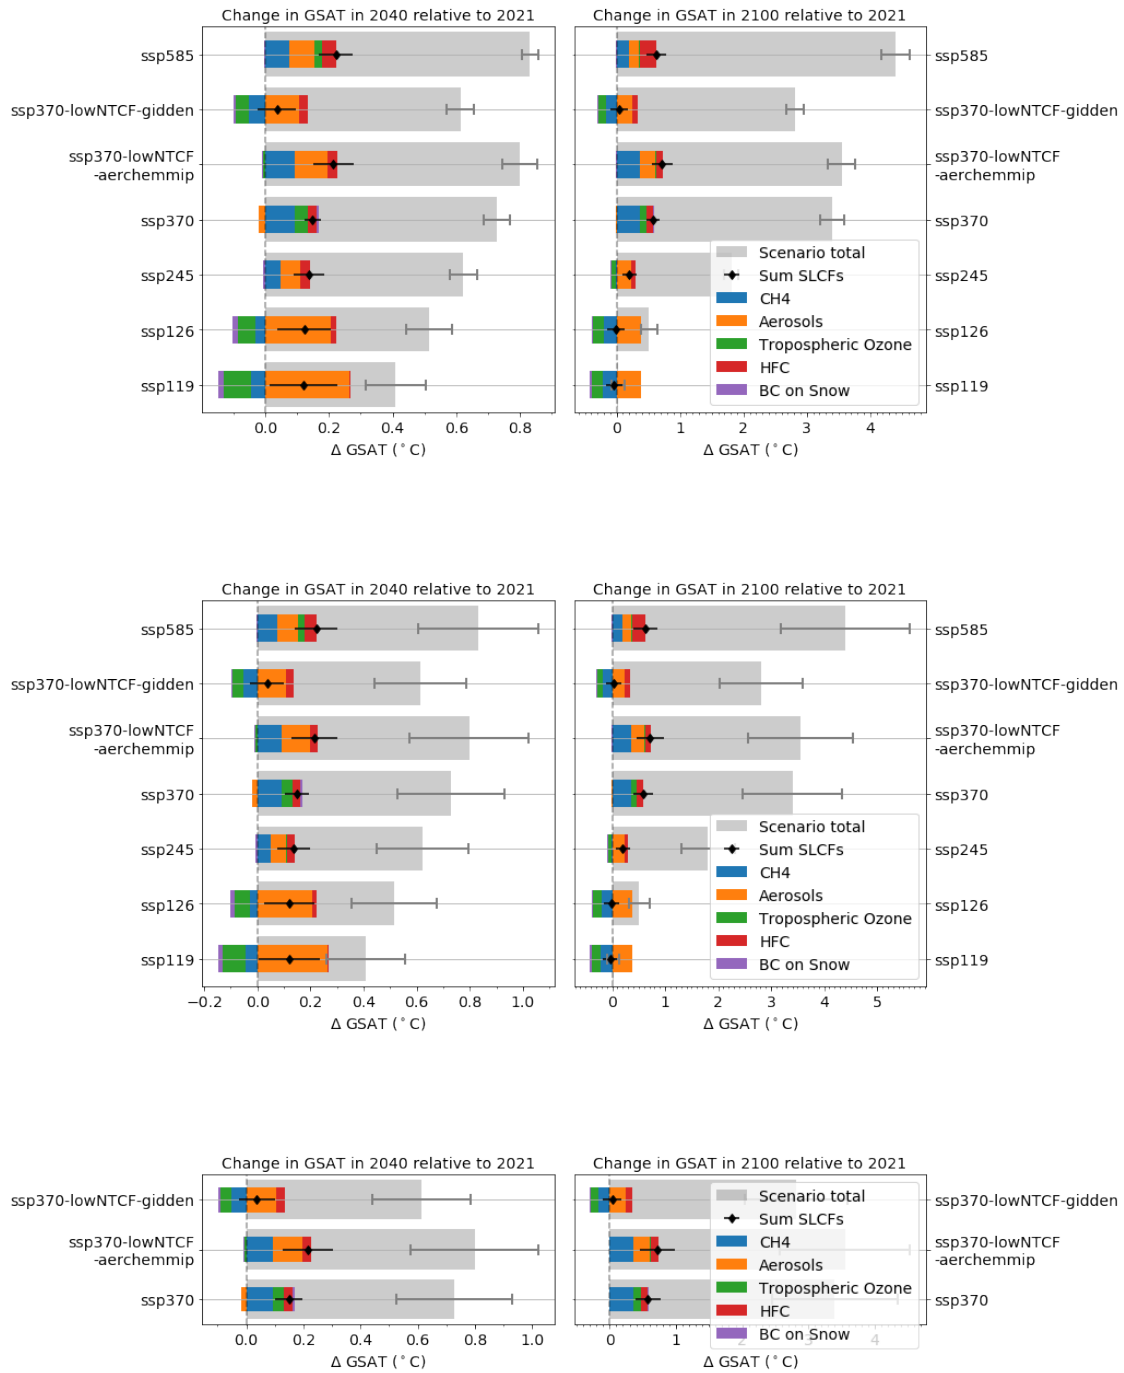 Change in GSAT in 2040 relative to 2021
Change in GSAT in 2100 relative to 2021
ssp585
ssp370-lowNTCF-gidden
ssp370-lowNTCF
-aerchemmip
ssp370
ssp245
ssp126
ssp119
ssp585
ssp370-lowNTCF-gidden
ssp370-lowNTCF
-aerchemmip
ssp370
ssp245
ssp126
ssp119
Scenario total
Sum SLCFs
CH4
Aerosols
Tropospheric Ozone
HFC
BC on Snow
0.0 0.2 0.4 0.6 0.8
0 1 2 3 4
Δ GSAT (°C)
Δ GSAT (°C)
Change in GSAT in 2040 relative to 2021
Change in GSAT in 2100 relative to 2021
ssp585
ssp370-lowNTCF-gidden
ssp370-lowNTCF
-aerchemmip
ssp370
ssp245
ssp126
ssp119
ssp585
ssp370-lowNTCF-gidden
ssp370-lowNTCF
-aerchemmip
ssp370
ssp245
ssp126
ssp119
Scenario total
Sum SLCFs
CH4
Aerosols
Tropospheric Ozone
HFC
BC on Snow
−0.2 0.0 0.2 0.4 0.6 0.8 1.0
0 1 2 3 4 5
Δ GSAT (°C)
Δ GSAT (°C)
Change in GSAT in 2040 relative to 2021
Change in GSAT in 2100 relative to 2021
ssp370-lowNTCF-gidden
ssp370-lowNTCF
-aerchemmip
ssp370
ssp370-lowNTCF-gidden
ssp370-lowNTCF
-aerchemmip
ssp370
Scenario total
Sum SLCFs
CH4
Aerosols
Tropospheric Ozone
HFC
BC on Snow
0.0 0.2 0.4 0.6 0.8 1.0
0 1 2 3 4
Δ GSAT (°C)
Δ GSAT (°C)